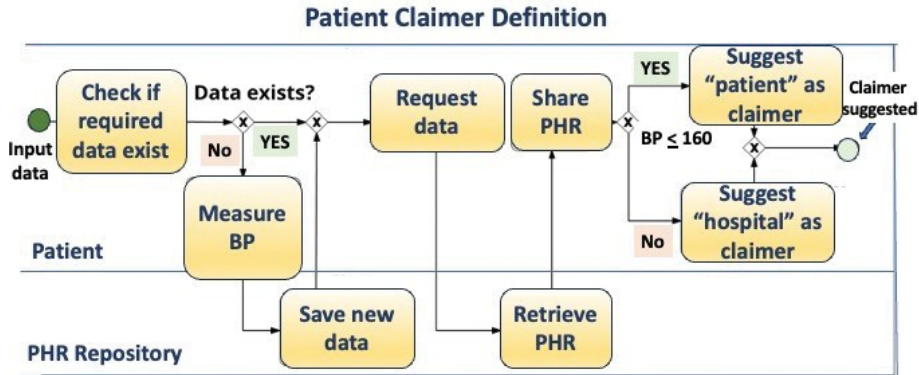 Patient Claimer Definition
Check if
required
data exist
Input
data
Data exists?
X
YES
No
X
Measure
BP
Save new
data
Request
data
Retrieve
PHR
Share
PHR
X
BP ≤ 160
YES
No
Suggest
“patient” as
claimer
Suggest
“hospital” as
claimer
X
Claimer
suggested
Patient
PHR Repository